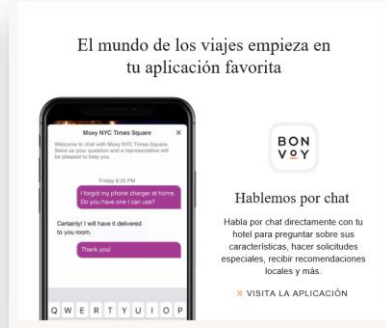 El mundo de los viajes empieza en
tu aplicación favorita
Moxy NYC Times Square
Welcome to chat with Moxy NYC Times Square.
Send us your question and a representative will
be pleased to help you.
Friday 6:25 PM
I forgot my phone charger at home.
Do you have one I can use?
Certainly! I will have it delivered
to you room.
Thank you!
Q W E R T Y U I O P
BON
VOY
Hablemos por chat
Habla por chat directamente con tu
hotel para preguntar sobre sus
características, hacer solicitudes
especiales, recibir recomendaciones
locales y más.
VISITA LA APLICACIÓN